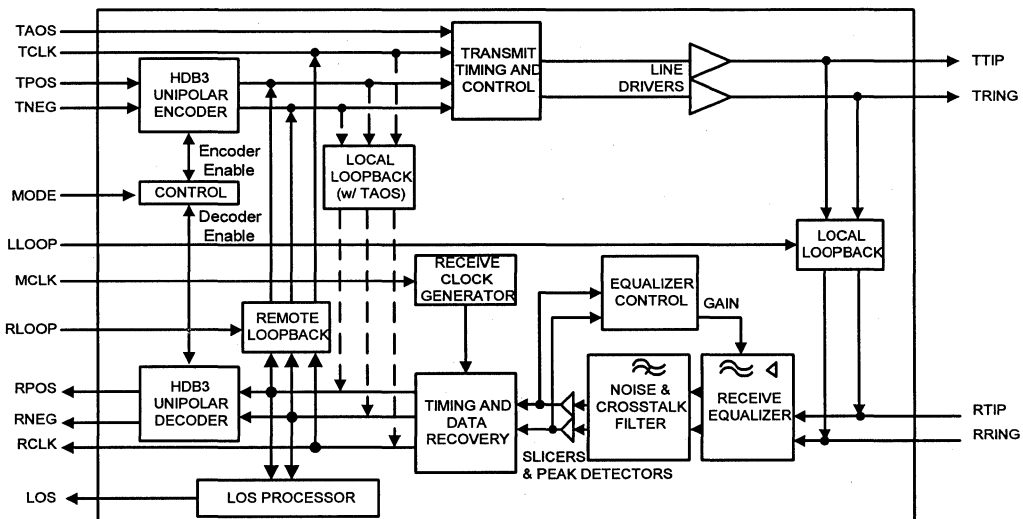 TAOS
TCLK
TPOS
TNEG
HDB3
UNIPOLAR
ENCODER
TRANSMIT
TIMING AND
CONTROL
LINE
DRIVERS
TTIP
TRING
Encoder
Enable
LOCAL
LOOPBACK
(w/ TAOS)
MODE
CONTROL
Decoder
Enable
LLOOP
LOCAL
LOOPBACK
MCLK
RECEIVE
CLOCK
GENERATOR
EQUALIZER
CONTROL
GAIN
RLOOP
REMOTE
LOOPBACK
RPOS
RNEG
RCLK
HDB3
UNIPOLAR
DECODER
TIMING AND
DATA
RECOVERY
NOISE &
CROSSTALK
FILTER
RECEIVE
EQUALIZER
RTIP
RRING
SLICERS
& PEAK DETECTORS
LOS
LOS PROCESSOR